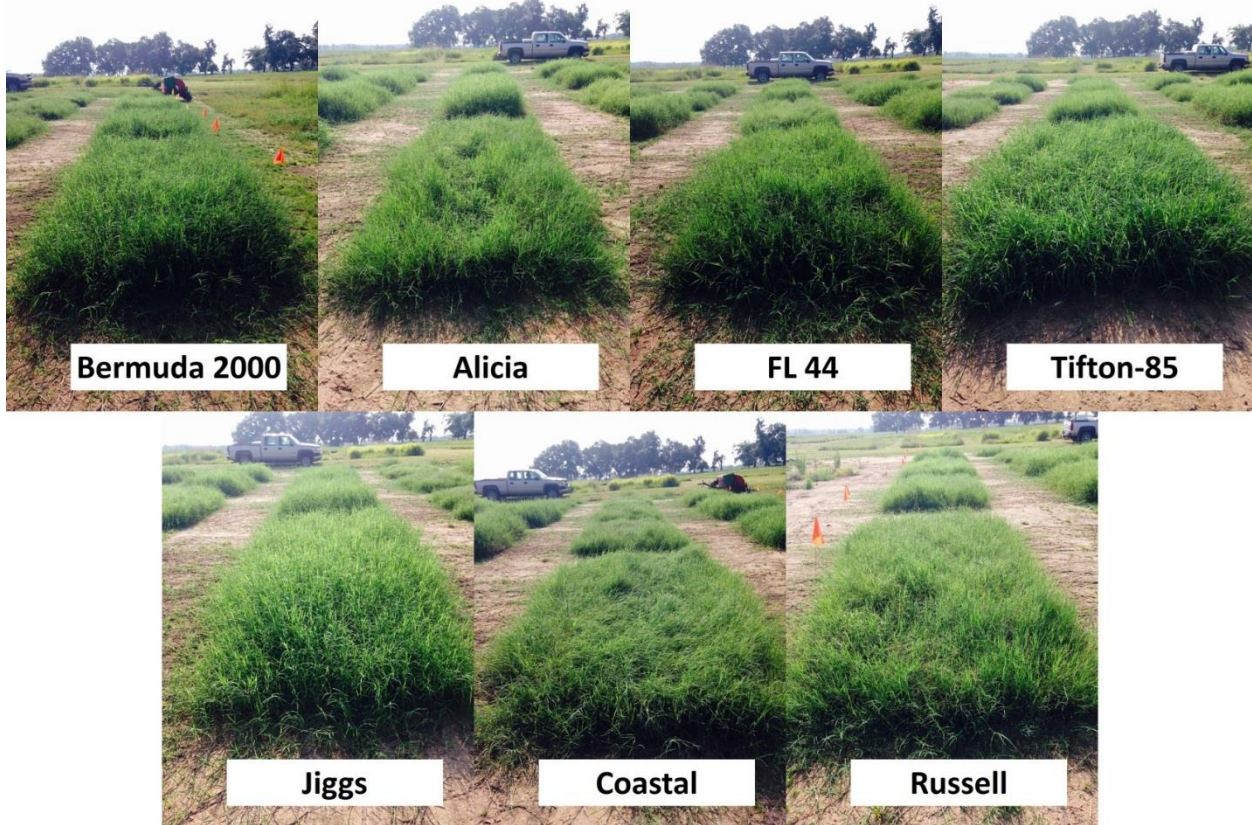 Bermuda 2000
Alicia
FL 44
Tifton-85
Jiggs
Coastal
Russell